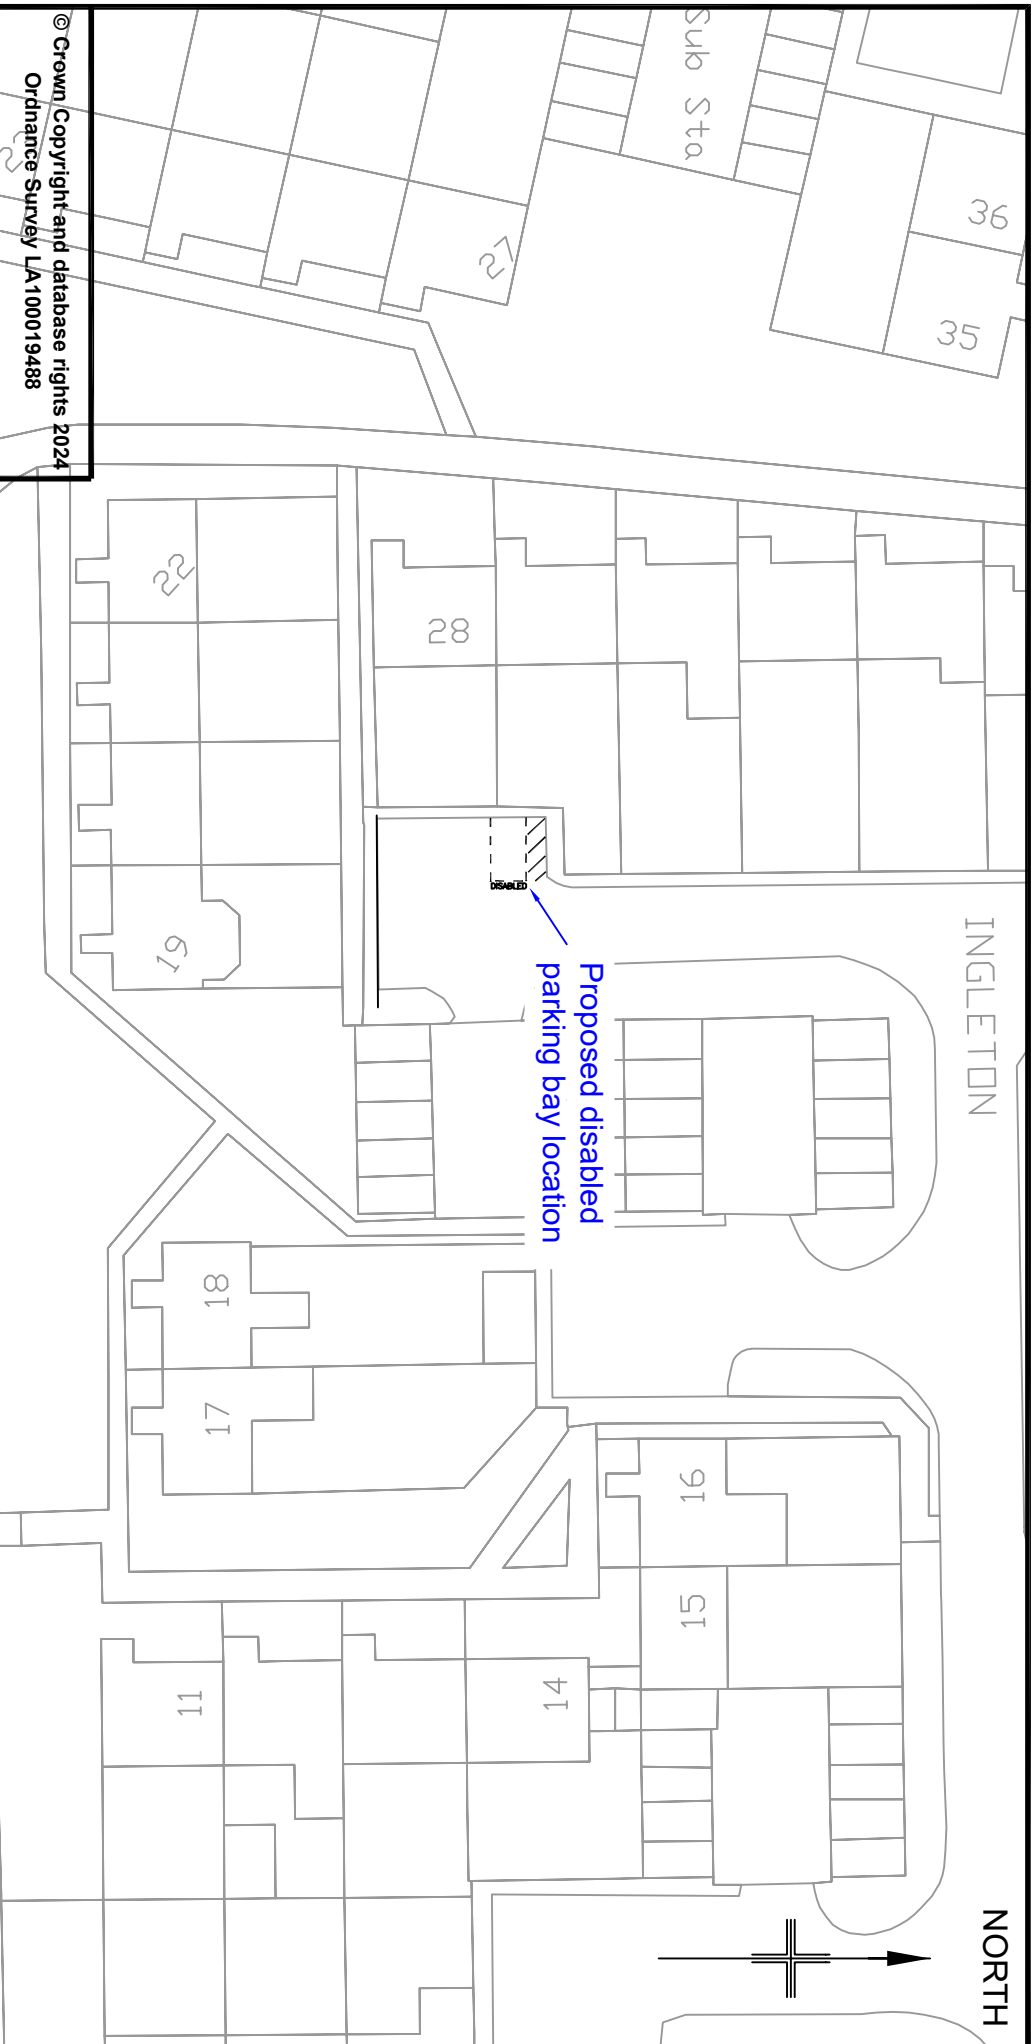 © Crown Copyright and database rights 2024
Ordnance Survey LA100019488
23
Sub Sta
27
36
35
22
28
19
DISABLED
Proposed disabled
parking bay location
INGLETON
18
17
16
15
14
11
NORTH